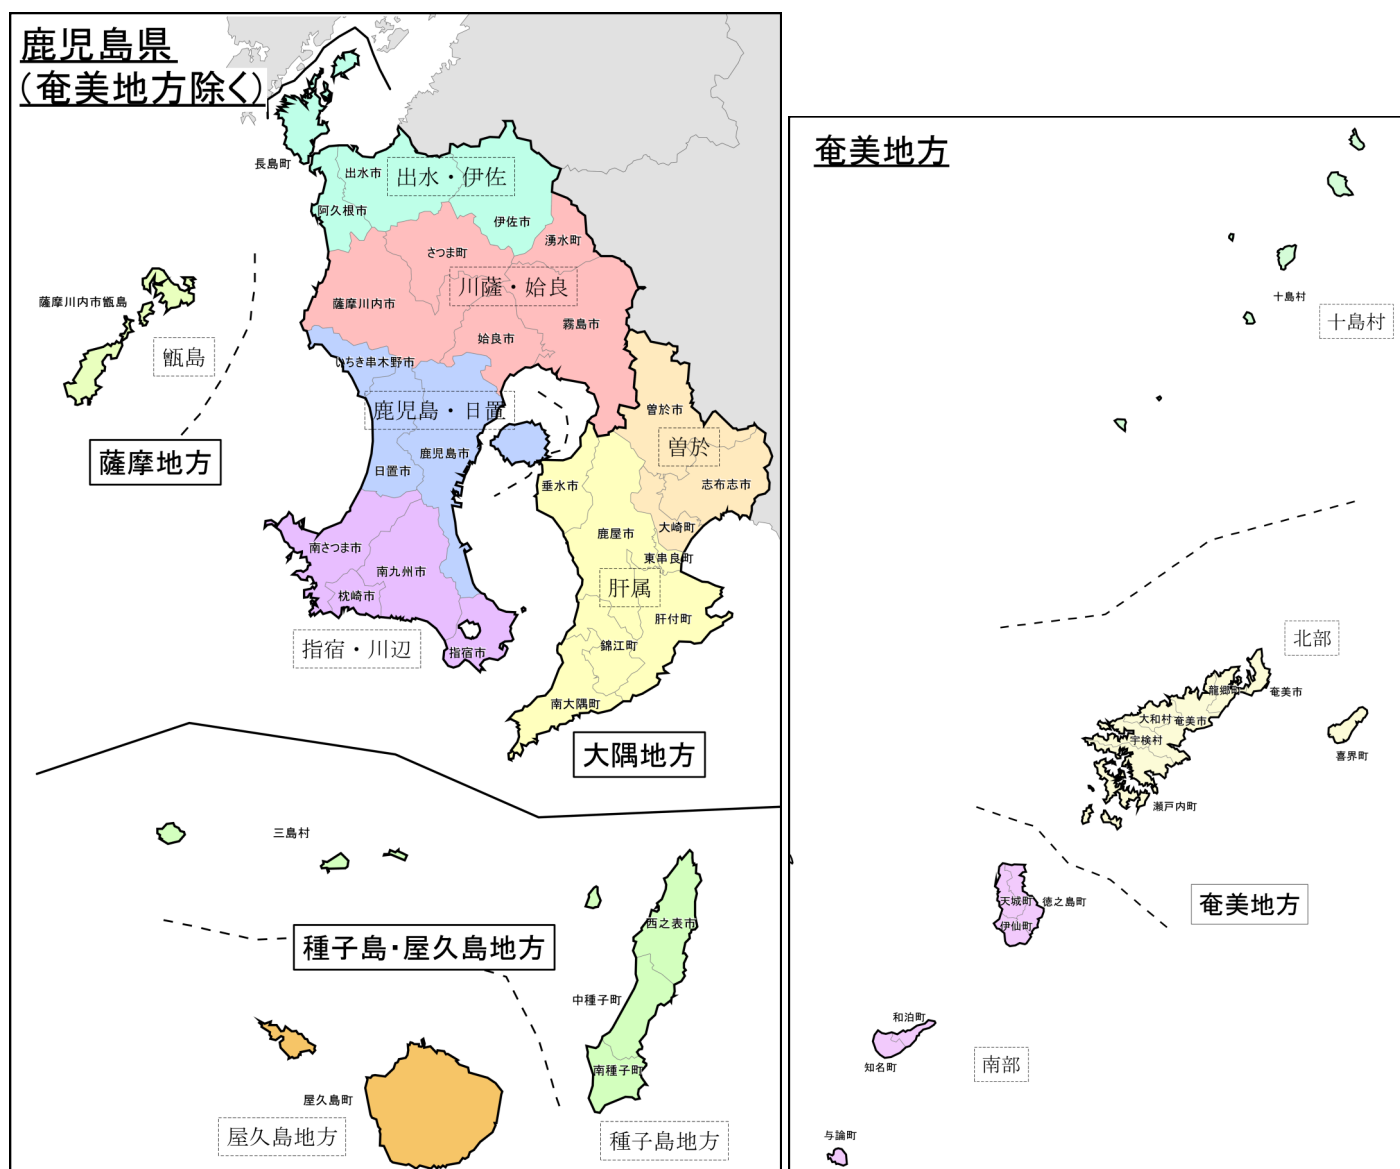 鹿児島県
(奄美地方除く)
長島町
出水市
出水・伊佐
阿久根市
伊佐市
湧水町
さつま町
川薩・姶良
薩摩川内市
霧島市
姶良市
薩摩川内市甑島
甑島
いちき串木野市
鹿児島・日置
曽於市
曽於
薩摩地方
鹿児島市
日置市
垂水市
志布志市
大崎町
鹿屋市
東串良町
南さつま市
南九州市
枕崎市
肝属
肝付町
指宿・川辺
指宿市
錦江町
南大隅町
大隅地方
三島村
西之表市
種子島・屋久島地方
中種子町
南種子町
屋久島町
屋久島地方
種子島地方
奄美地方
十島村
十島村
北部
龍郷町
奄美市
大和村
奄美市
宇検村
喜界町
瀬戸内町
天城町
徳之島町
伊仙町
奄美地方
和泊町
知名町
南部
与論町